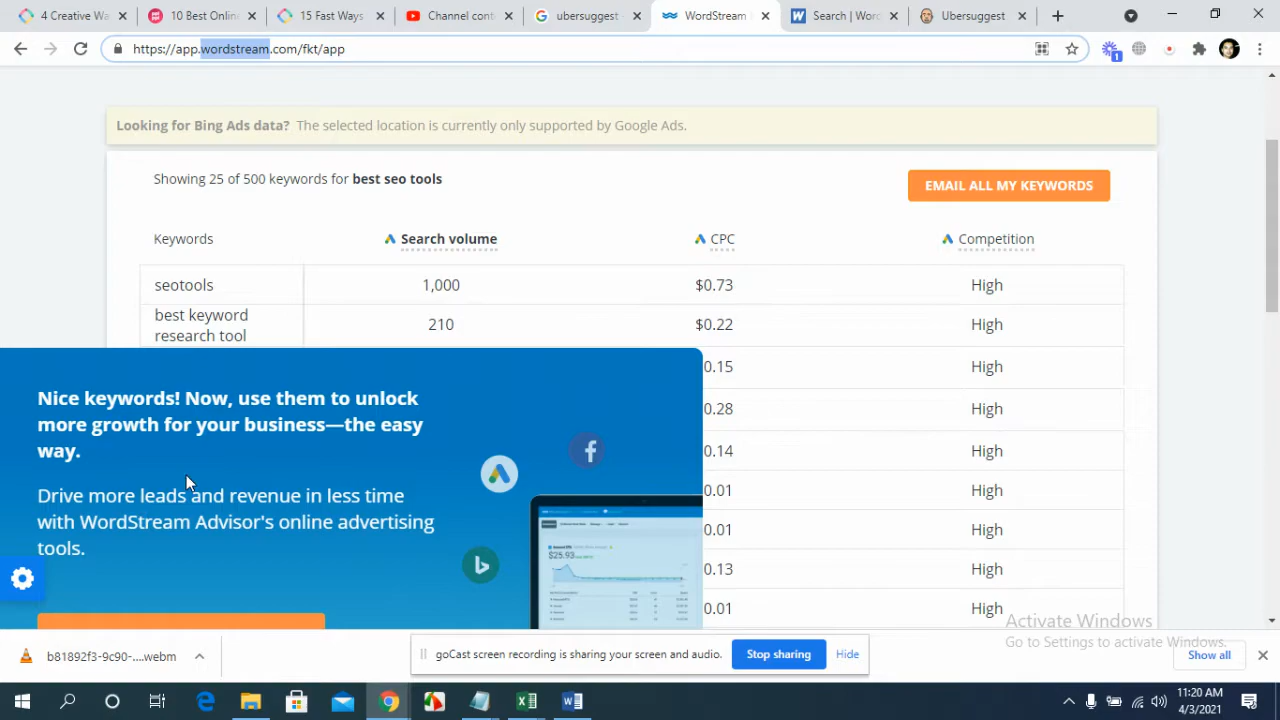 4 Creative Wa
10 Best Onlin
15 Fast Ways
Channel cont
ubersuggest
WordStream
Search | Wor
Ubersuggest
https://app.wordstream.com/fkt/app
1
Looking for Bing Ads data? The selected location is currently only supported by Google Ads.
Showing 25 of 500 keywords for best seo tools
EMAIL ALL MY KEYWORDS
Keywords Search volume CPC Competition
seotools 1,000 $0.73 High
best keyword
research tool 210 $0.22 High
0.15 High
0.28 High
0.14 High
0.01 High
0.01 High
0.13 High
0.01 High
Nice keywords! Now, use them to unlock
more growth for your business—the easy
way.
Drive more leads and revenue in less time
with WordStream Advisor's online advertising
tools.
$25.93
Activate Windows
Go to Settings to activate Windows.
b81892f3-9c90-....webm
goCast screen recording is sharing your screen and audio.
Stop sharing
Hide
Show all
11:20 AM
4/3/2021